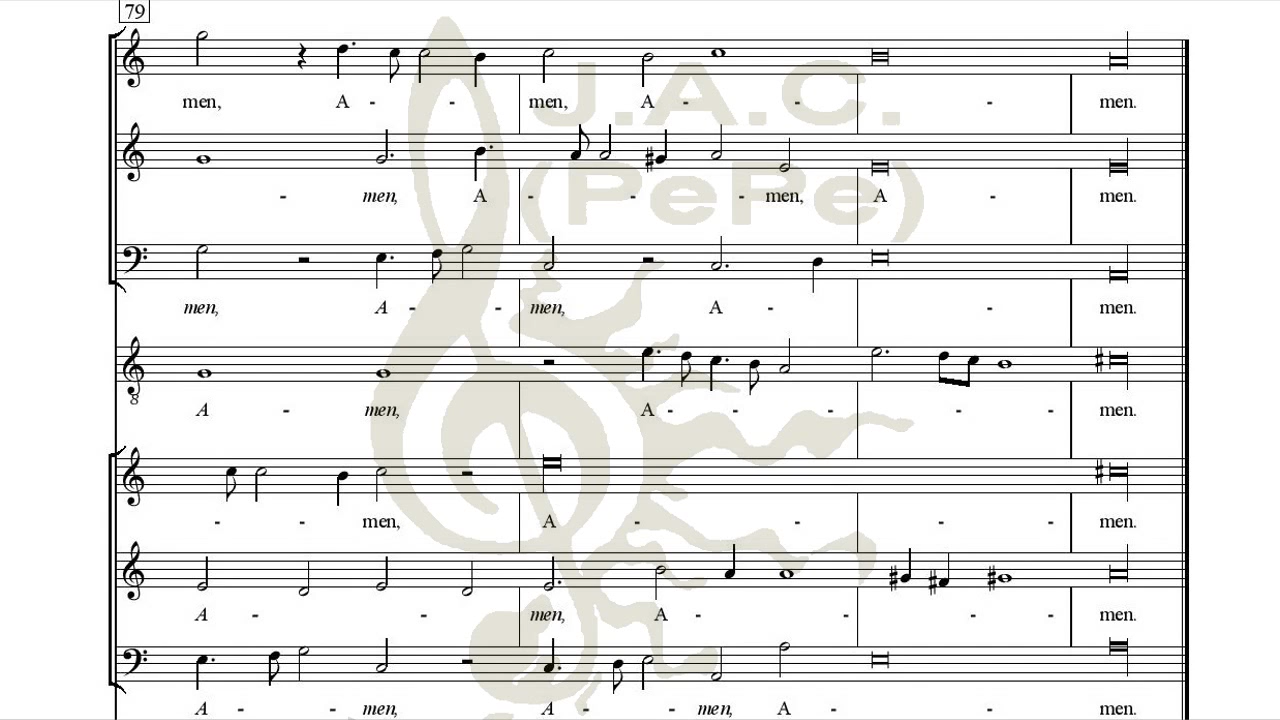 79
J.A.C.
men, A - - men, A - - - men.
(PePe)
- men, A - - - men, A - men.
men, A - - men, A - - men.
A - men, A - - - - - men.
- - men, A - - - - men.
A - - men, A - - - men.
A - - men, A - - men, A - - men.